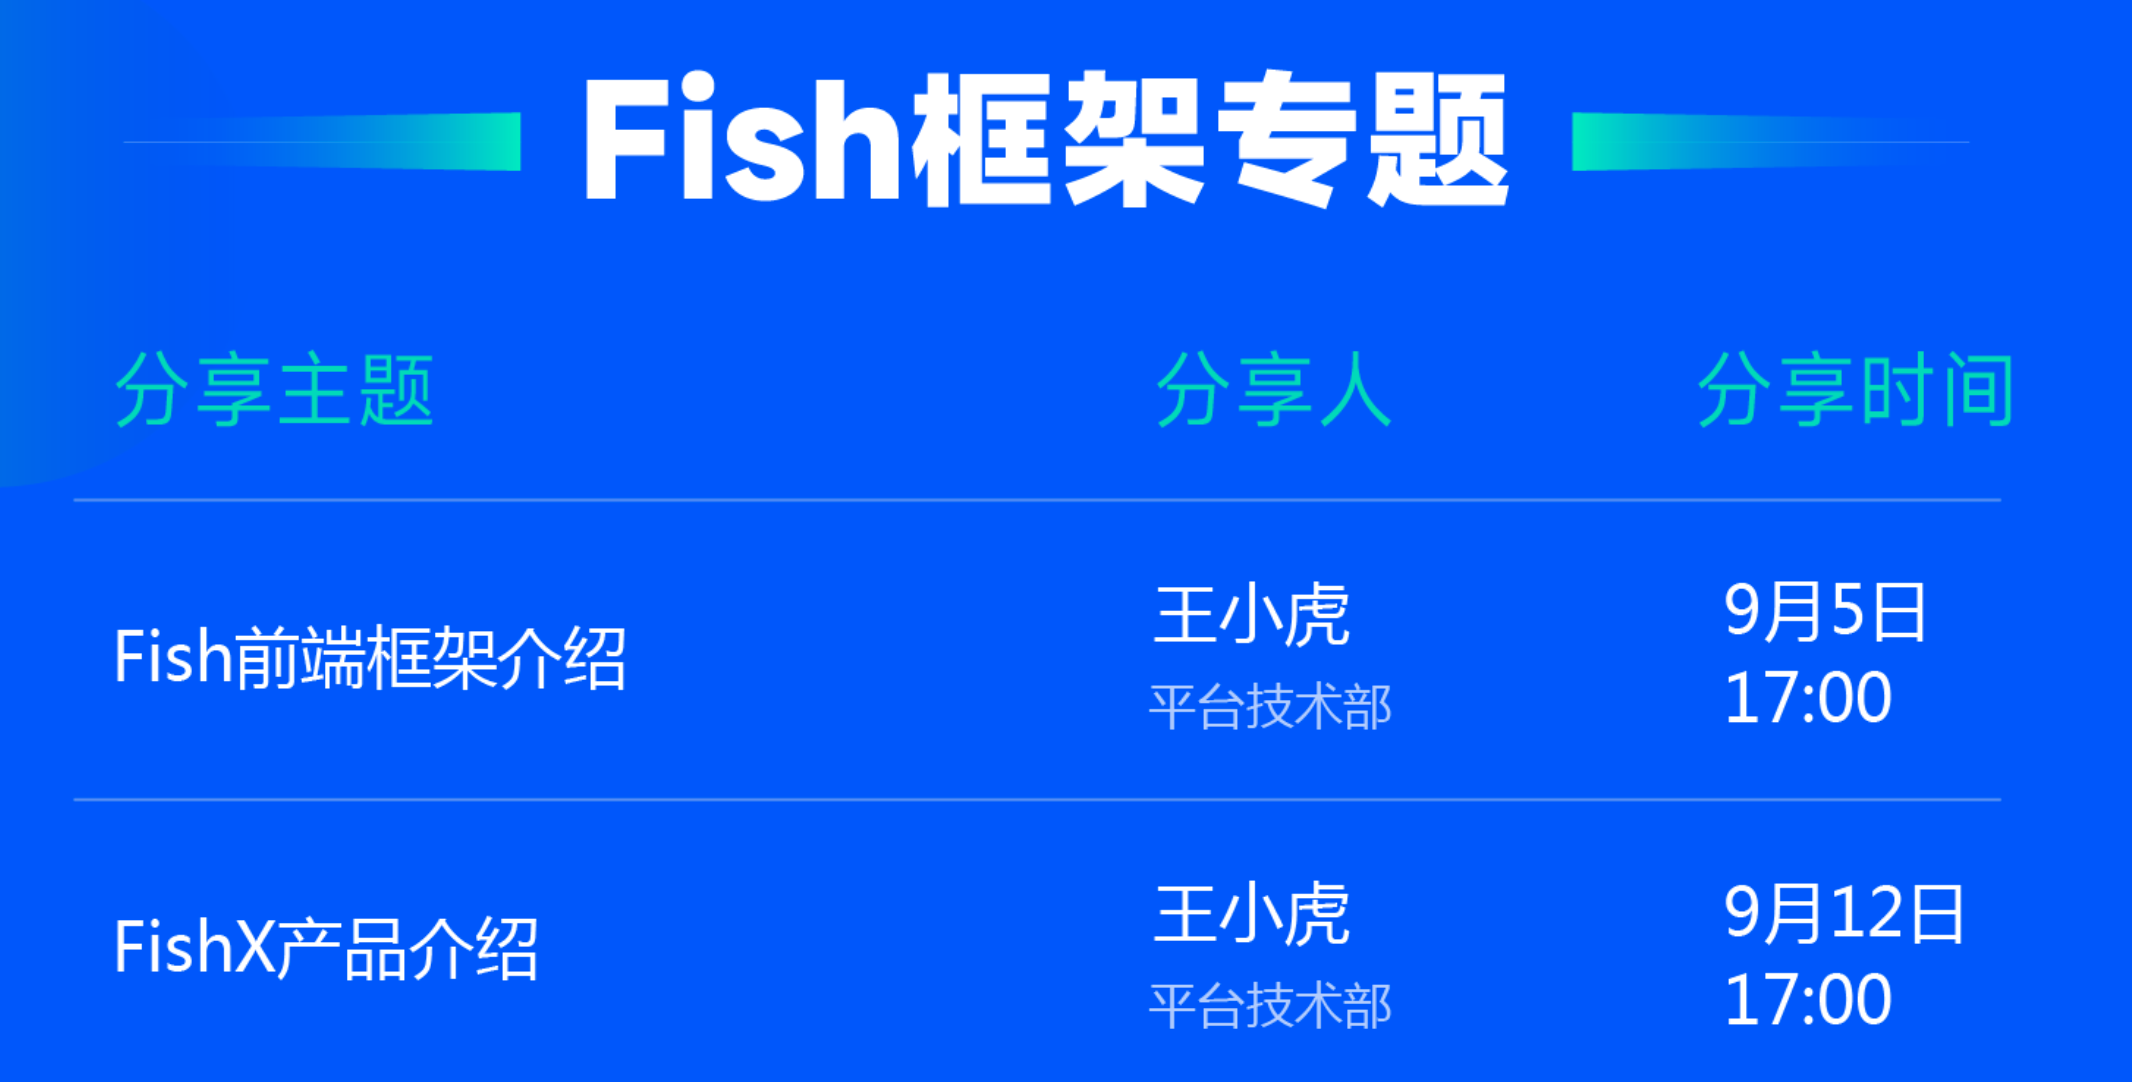 Fish框架专题
分享主题 分享人 分享时间
Fish前端框架介绍
王小虎
平台技术部
9月5日
17:00
FishX产品介绍
王小虎
平台技术部
9月12日
17:00